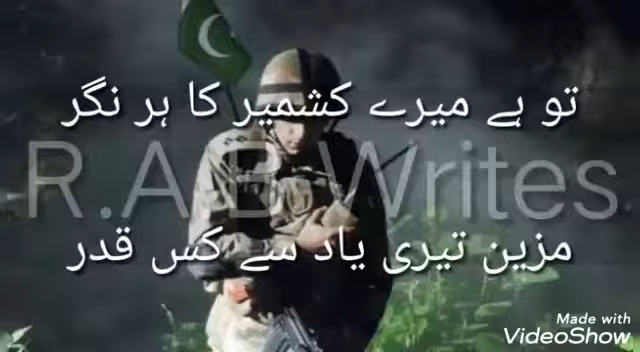 تو ہے میرے کشمیر کا ہر نگر
R.A.B Writes
مزین تیری یاد سے کس قدر
Made with
VideoShow